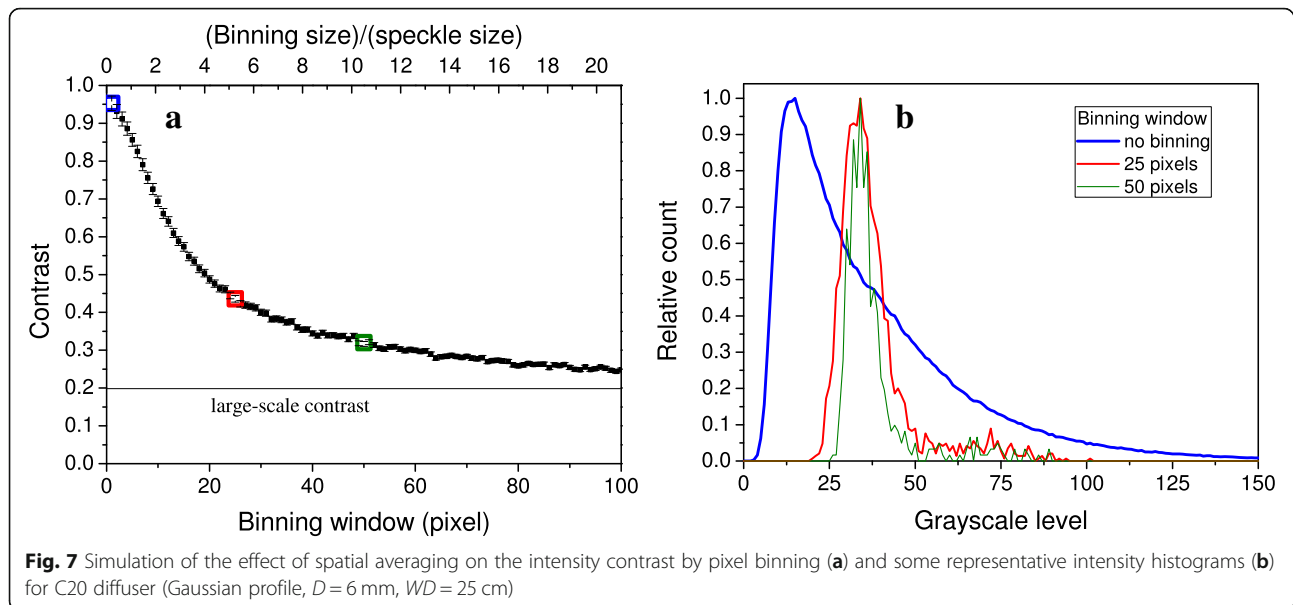 (Binning size)/(speckle size)
0 2 4 6 8 10 12 14 16 18 20
1.0
0.9
0.8
0.7
0.6
0.5
0.4
0.3
0.2
0.1
0.0
Contrast
a
large-scale contrast
0 20 40 60 80 100
Binning window (pixel)
1.0
0.9
0.8
0.7
0.6
0.5
0.4
0.3
0.2
0.1
0.0
Relative count
b
Binning window
no binning
25 pixels
50 pixels
0 25 50 75 100 125 150
Grayscale level
Fig. 7 Simulation of the effect of spatial averaging on the intensity contrast by pixel binning (a) and some representative intensity histograms (b)
for C20 diffuser (Gaussian profile, D = 6 mm, WD = 25 cm)